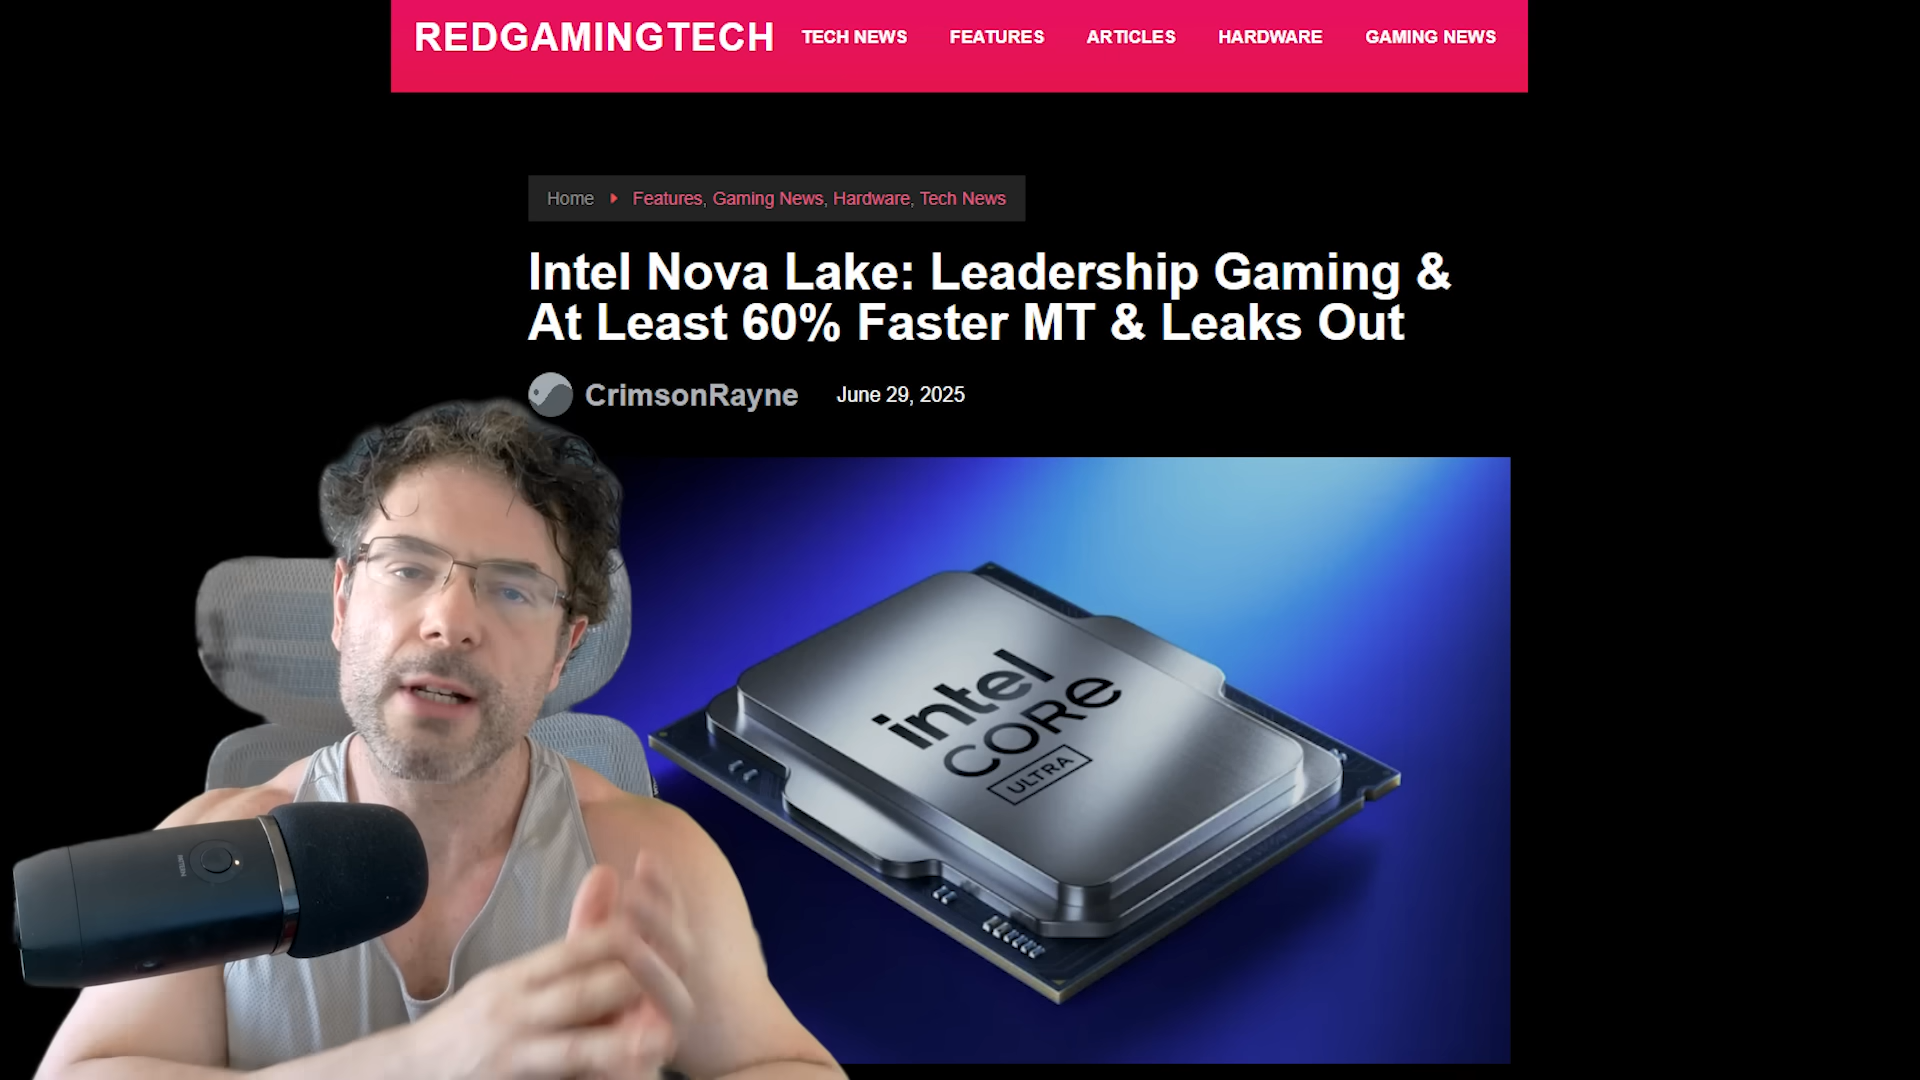 REDGAMINGTECH TECH NEWS FEATURES ARTICLES HARDWARE GAMING NEWS
Home Features, Gaming News, Hardware, Tech News
Intel Nova Lake: Leadership Gaming &
At Least 60% Faster MT & Leaks Out
CrimsonRayne June 29, 2025
intel
CORE
ULTRA